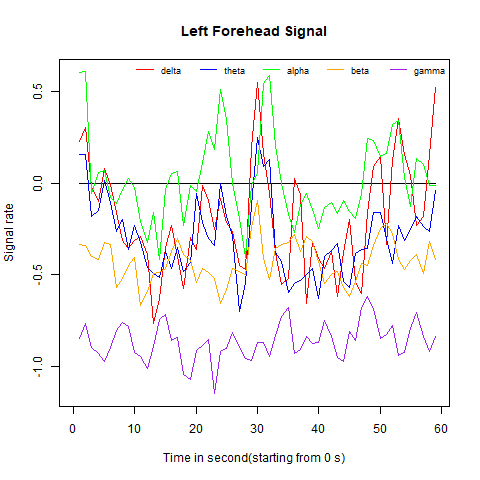 Left Forehead Signal
delta theta alpha beta gamma
Signal rate
0.5
0.0
-0.5
-1.0
0 10 20 30 40 50 60
Time in second(starting from 0 s)